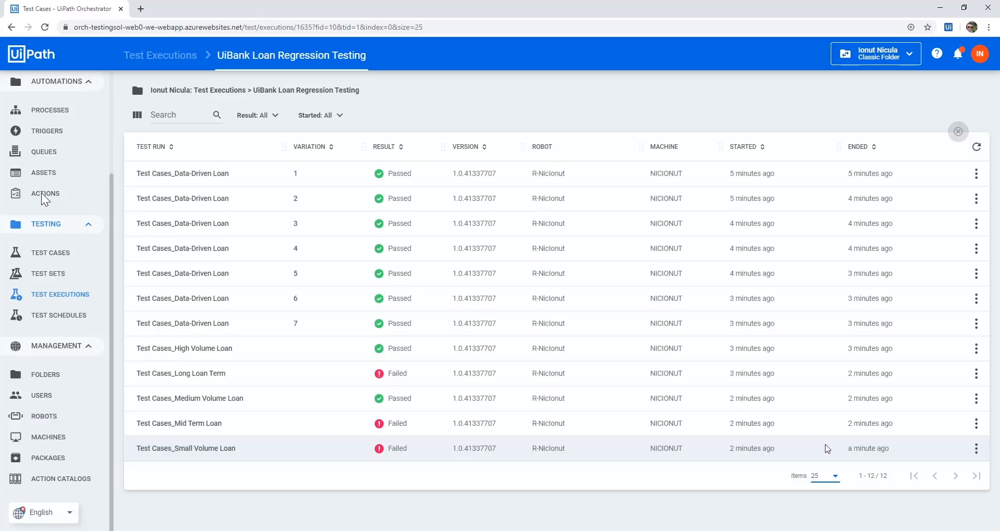 Test Cases - UiPath Orchestrator
orch-testingsol-web0-we-webapp.azurewebsites.net/test/executions/1635?fid=10&tid=1&index=0&size=25
UiPath
Test Executions > UiBank Loan Regression Testing
Ionut Nicula
Classic Folder
IN
AUTOMATIONS
PROCESSES
TRIGGERS
QUEUES
ASSETS
ACTIONS
TESTING
TEST CASES
TEST SETS
TEST EXECUTIONS
TEST SCHEDULES
MANAGEMENT
FOLDERS
USERS
ROBOTS
MACHINES
PACKAGES
ACTION CATALOGS
English
Ionut Nicula: Test Executions > UiBank Loan Regression Testing
Search Result: All Started: All
TEST RUN VARIATION RESULT VERSION ROBOT MACHINE STARTED ENDED
Test Cases_Data-Driven Loan 1 Passed 1.0.41337707 R-NicIonut NICIONUT 5 minutes ago 5 minutes ago
Test Cases_Data-Driven Loan 2 Passed 1.0.41337707 R-NicIonut NICIONUT 5 minutes ago 4 minutes ago
Test Cases_Data-Driven Loan 3 Passed 1.0.41337707 R-NicIonut NICIONUT 4 minutes ago 4 minutes ago
Test Cases_Data-Driven Loan 4 Passed 1.0.41337707 R-NicIonut NICIONUT 4 minutes ago 4 minutes ago
Test Cases_Data-Driven Loan 5 Passed 1.0.41337707 R-NicIonut NICIONUT 4 minutes ago 3 minutes ago
Test Cases_Data-Driven Loan 6 Passed 1.0.41337707 R-NicIonut NICIONUT 3 minutes ago 3 minutes ago
Test Cases_Data-Driven Loan 7 Passed 1.0.41337707 R-NicIonut NICIONUT 3 minutes ago 3 minutes ago
Test Cases_High Volume Loan Passed 1.0.41337707 R-NicIonut NICIONUT 3 minutes ago 3 minutes ago
Test Cases_Long Loan Term Failed 1.0.41337707 R-NicIonut NICIONUT 3 minutes ago 2 minutes ago
Test Cases_Medium Volume Loan Passed 1.0.41337707 R-NicIonut NICIONUT 2 minutes ago 2 minutes ago
Test Cases_Mid Term Loan Failed 1.0.41337707 R-NicIonut NICIONUT 2 minutes ago 2 minutes ago
Test Cases_Small Volume Loan Failed 1.0.41337707 R-NicIonut NICIONUT 2 minutes ago a minute ago
Items 25 1 - 12 / 12